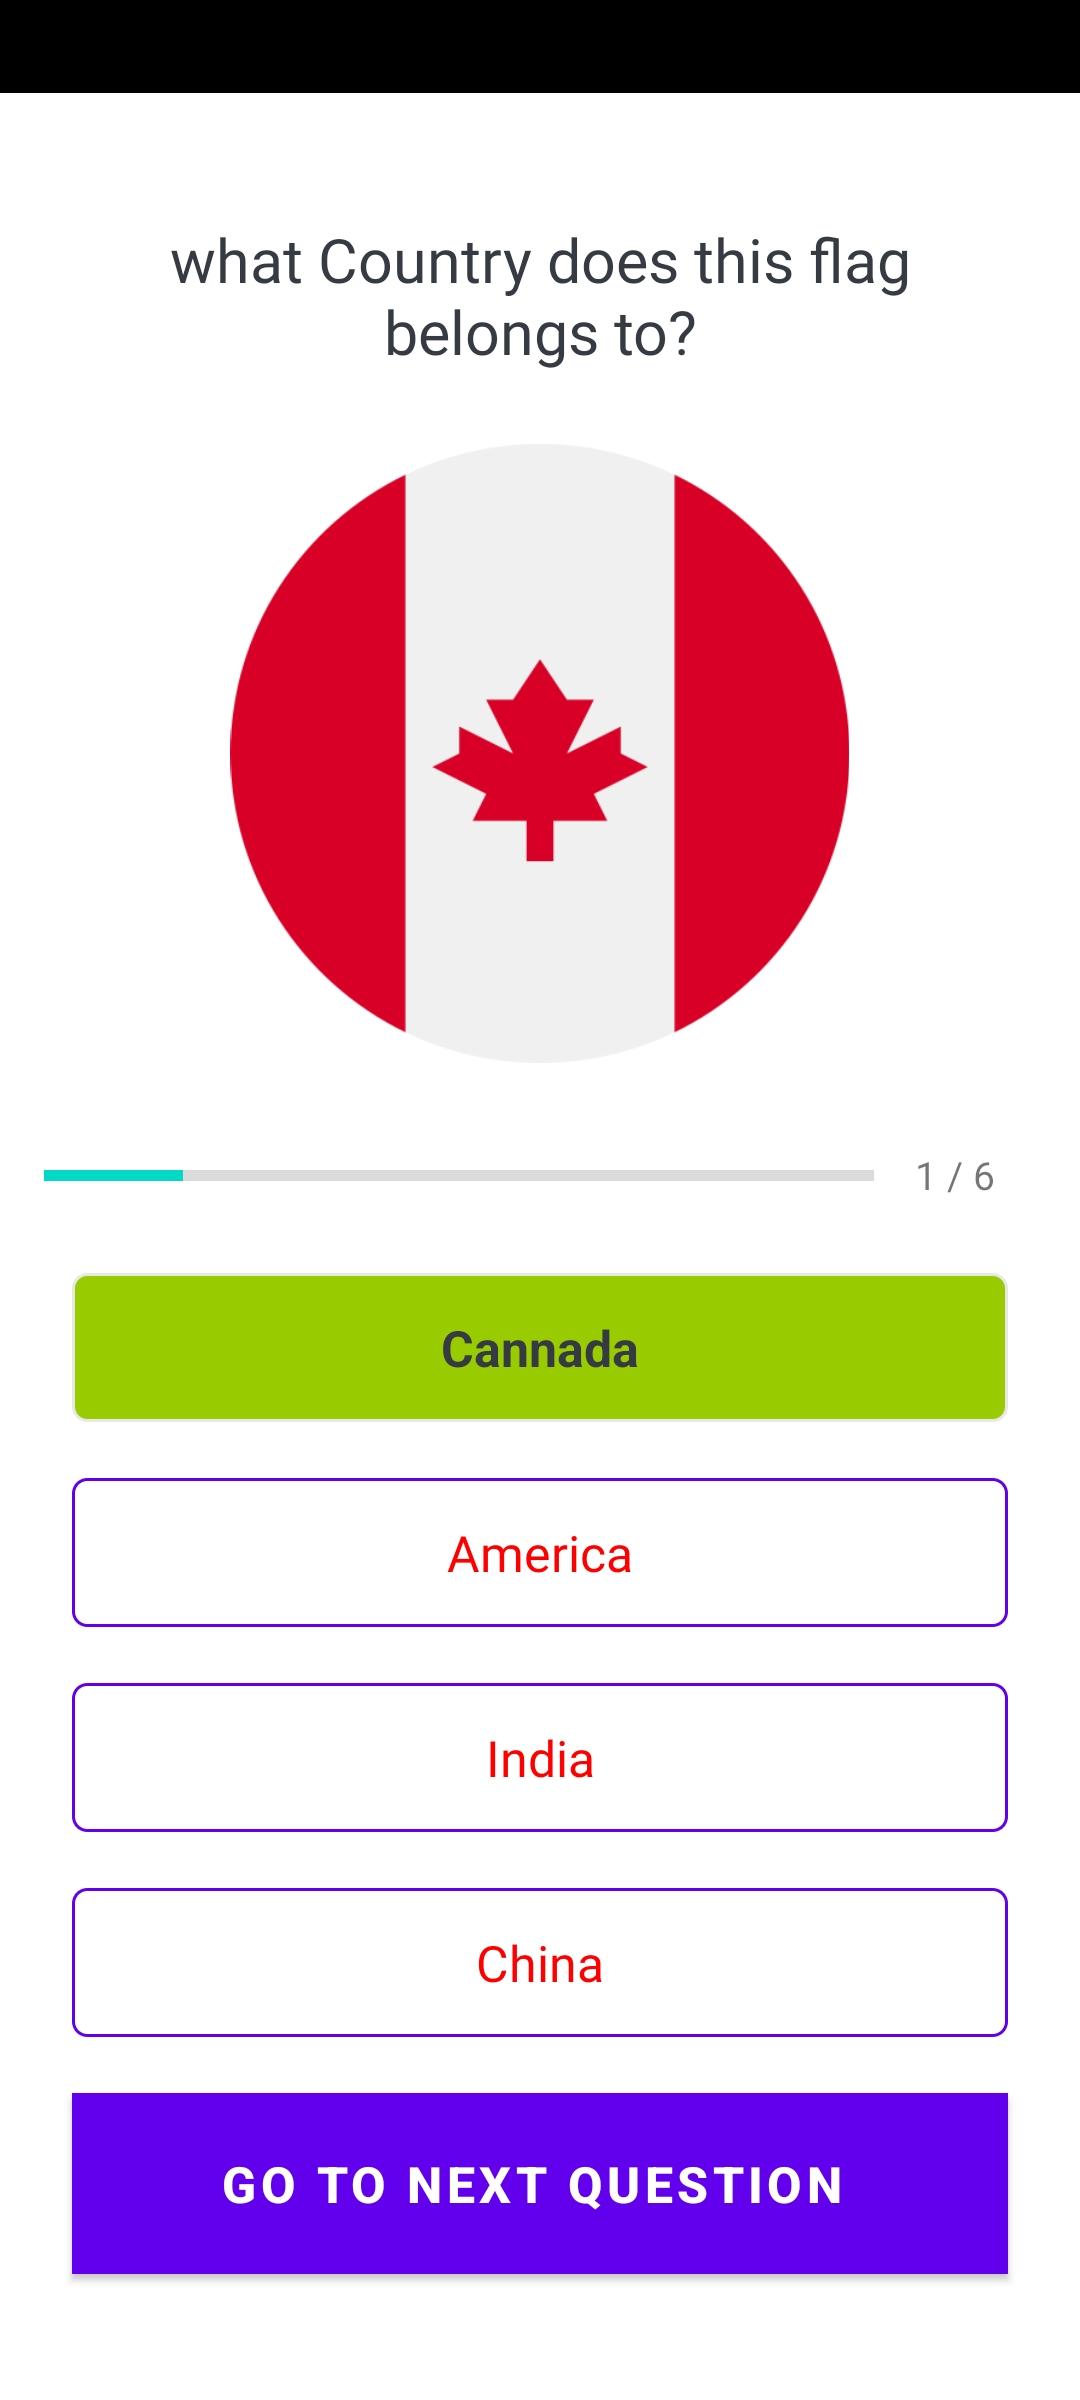 what Country does this flag
belongs to?
1 / 6
Cannada
America
India
China
GO TO NEXT QUESTION